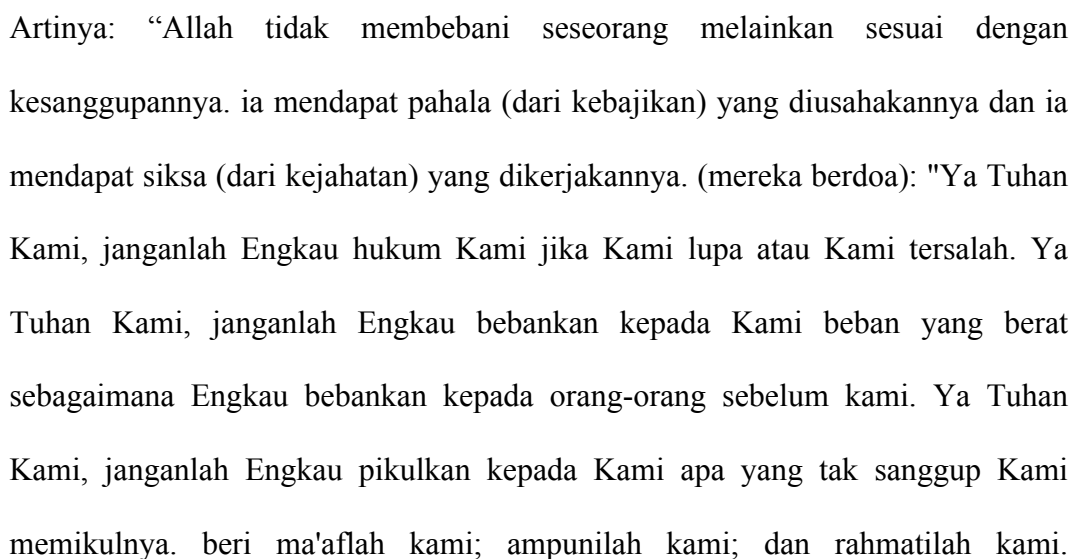 Artinya: “Allah tidak membebani seseorang melainkan sesuai dengan
kesanggupannya. ia mendapat pahala (dari kebajikan) yang diusahakannya dan ia
mendapat siksa (dari kejahatan) yang dikerjakannya. (mereka berdoa): "Ya Tuhan
Kami, janganlah Engkau hukum Kami jika Kami lupa atau Kami tersalah. Ya
Tuhan Kami, janganlah Engkau bebankan kepada Kami beban yang berat
sebagaimana Engkau bebankan kepada orang-orang sebelum kami. Ya Tuhan
Kami, janganlah Engkau pikulkan kepada Kami apa yang tak sanggup Kami
memikulnya. beri ma'aflah kami; ampunilah kami; dan rahmatilah kami.